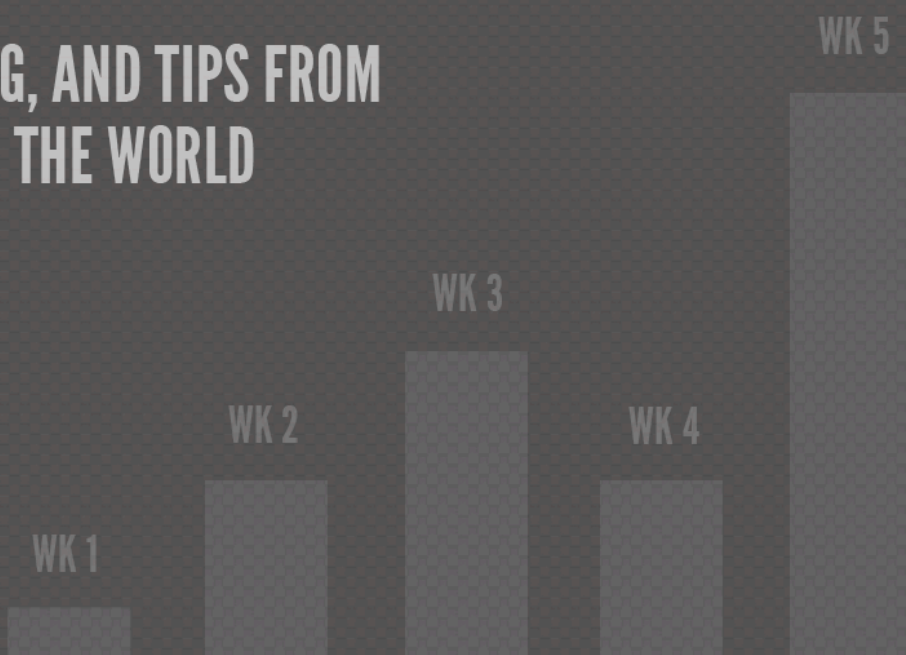 G, AND TIPS FROM
THE WORLD
WK 5
WK 3
WK 2
WK 4
WK 1